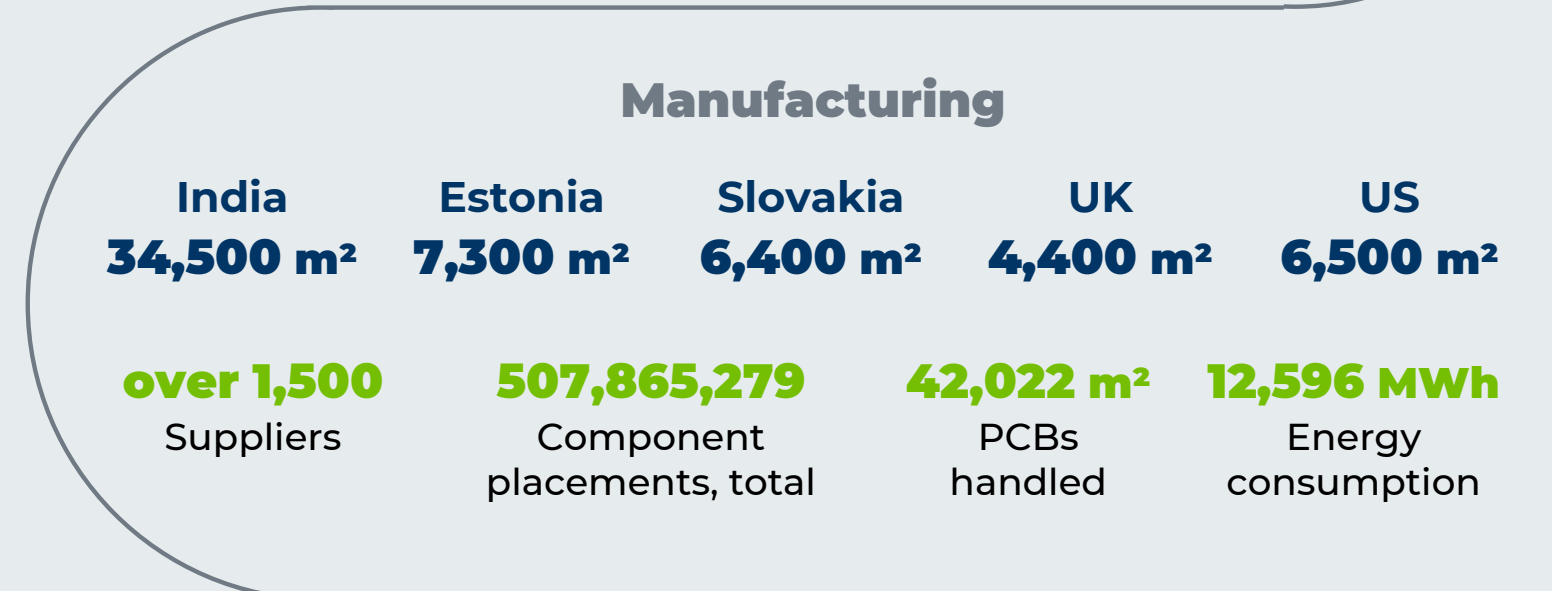 Manufacturing
India Estonia Slovakia UK US
34,500 m² 7,300 m² 6,400 m² 4,400 m² 6,500 m²
over 1,500 507,865,279 42,022 m² 12,596 MWh
Suppliers Component PCBs Energy
placements, total handled consumption